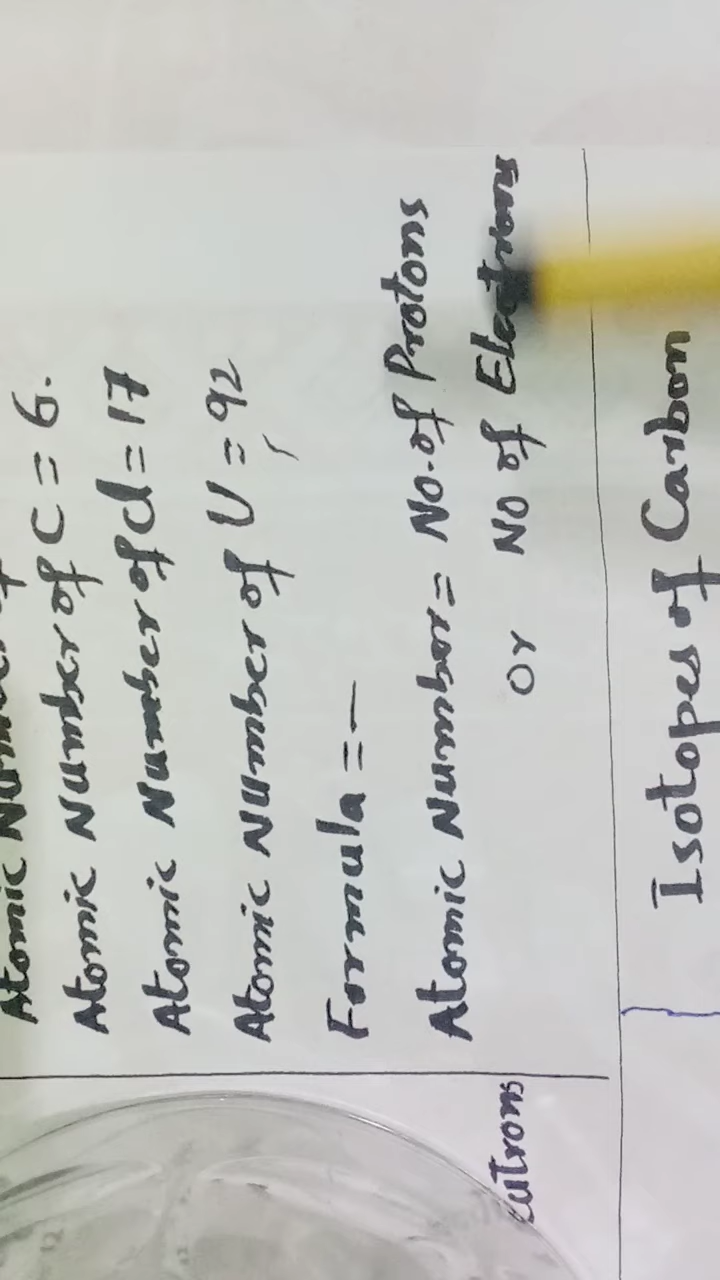 Atomic
Atomic Number of C = 6.
Atomic Number of Cl = 17
Atomic Number of U = 92
Formula :-
Atomic Number = No. of Protons
Or No of Electrons
utrons
Isotopes of Carbon